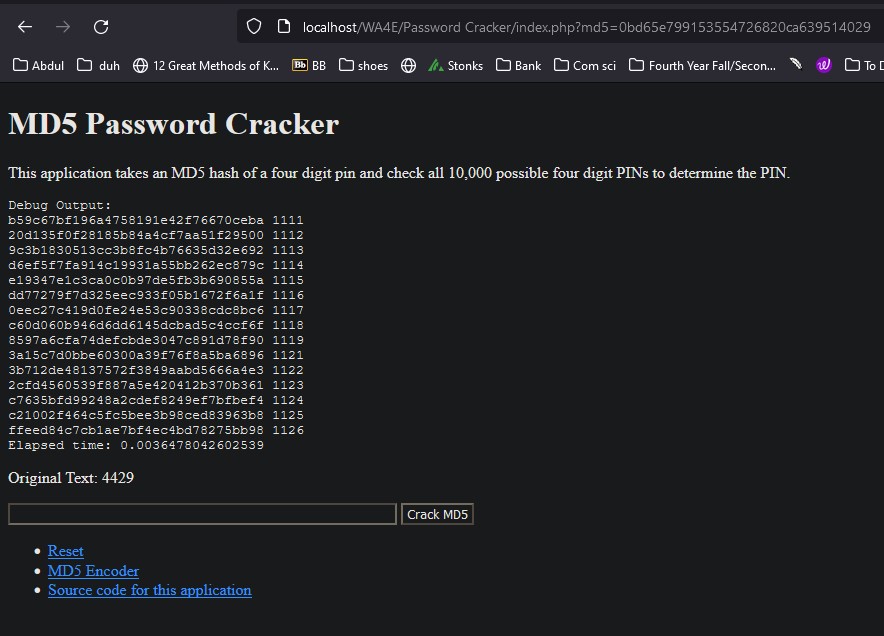 localhost/WA4E/Password Cracker/index.php?md5=0bd65e799153554726820ca639514029
Abdul duh 12 Great Methods of K... Bb BB shoes Stonks Bank Com sci Fourth Year Fall/Secon... To D
MD5 Password Cracker
This application takes an MD5 hash of a four digit pin and check all 10,000 possible four digit PINs to determine the PIN.
Debug Output:
b59c67bf196a4758191e42f76670ceba 1111
20d135f0f28185b84a4cf7aa51f29500 1112
9c3b1830513cc3b8fc4b76635d32e692 1113
d6ef5f7fa914c19931a55bb262ec879c 1114
e19347e1c3ca0c0b97de5fb3b690855a 1115
dd77279f7d325eec933f05b1672f6a1f 1116
0eec27c419d0fe24e53c90338cdc8bc6 1117
c60d060b946d6dd6145dcbad5c4ccf6f 1118
8597a6cfa74defcbde3047c891d78f90 1119
3a15c7d0bbe60300a39f76f8a5ba6896 1121
3b712de48137572f3849aabd5666a4e3 1122
2cfd4560539f887a5e420412b370b361 1123
c7635bfd99248a2cdef8249ef7bfbef4 1124
c21002f464c5fc5bee3b98ced83963b8 1125
ffeed84c7cb1ae7bf4ec4bd78275bb98 1126
Elapsed time: 0.0036478042602539
Original Text: 4429
Crack MD5
Reset
MD5 Encoder
Source code for this application